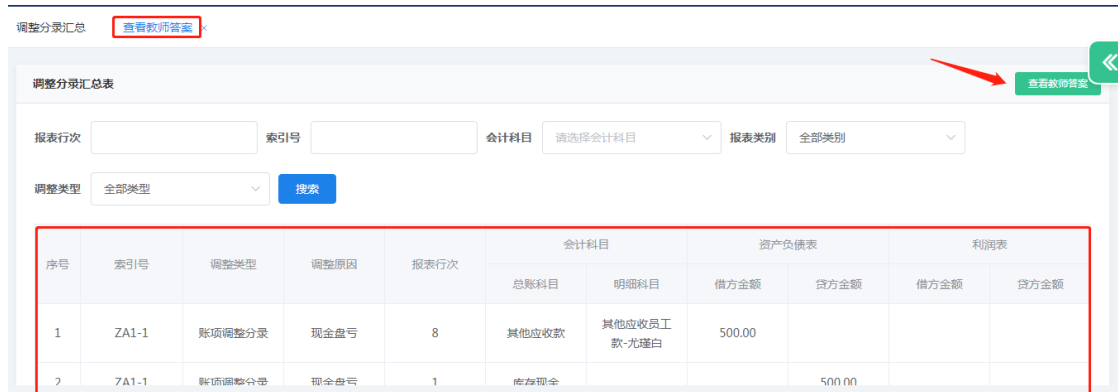 调整分录汇总 查看教师答案 ×
调整分录汇总表 查看教师答案
报表行次 索引号 会计科目 请选择会计科目 报表类别 全部类别
调整类型 全部类型 搜索
序号 索引号 调整类型 调整原因 报表行次 会计科目 资产负债表 利润表
总账科目 明细科目 借方金额 贷方金额 借方金额 贷方金额
1 ZA1-1 账项调整分录 现金盘亏 8 其他应收款 其他应收员工 500.00
款-尤瑾白
2 ZA1-1 账项调整分录 现金盘亏 1 库存现金 500.00